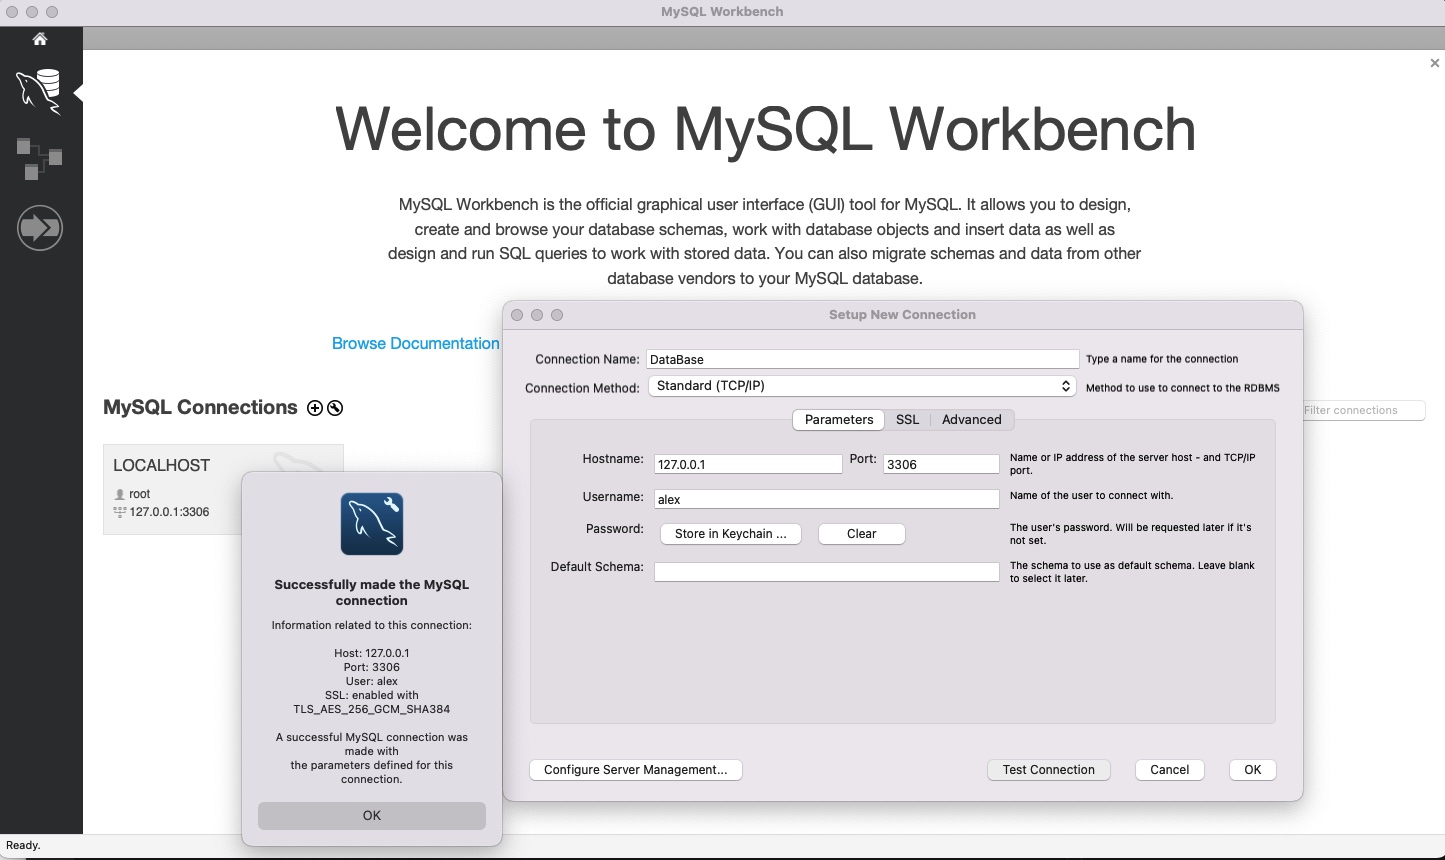 MySQL Workbench
Welcome to MySQL Workbench
MySQL Workbench is the official graphical user interface (GUI) tool for MySQL. It allows you to design,
create and browse your database schemas, work with database objects and insert data as well as
design and run SQL queries to work with stored data. You can also migrate schemas and data from other
database vendors to your MySQL database.
Browse Documentation
MySQL Connections
Filter connections
LOCALHOST
root
127.0.0.1:3306
Setup New Connection
Connection Name: DataBase Type a name for the connection
Connection Method: Standard (TCP/IP) Method to use to connect to the RDBMS
Parameters SSL Advanced
Hostname: 127.0.0.1 Port: 3306 Name or IP address of the server host - and TCP/IP
port.
Username: alex Name of the user to connect with.
Password: Store in Keychain ... Clear The user's password. Will be requested later if it's
not set.
Default Schema: The schema to use as default schema. Leave blank
to select it later.
Configure Server Management... Test Connection Cancel OK
Successfully made the MySQL
connection
Information related to this connection:
Host: 127.0.0.1
Port: 3306
User: alex
SSL: enabled with
TLS_AES_256_GCM_SHA384
A successful MySQL connection was
made with
the parameters defined for this
connection.
OK
Ready.